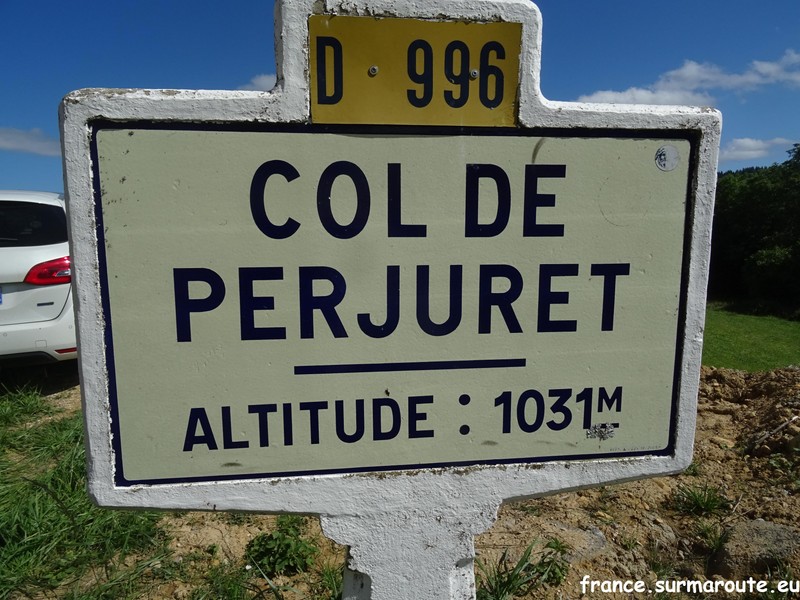 D 996
COL DE
PERJURET
ALTITUDE : 1031M
france.surmaroute.eu